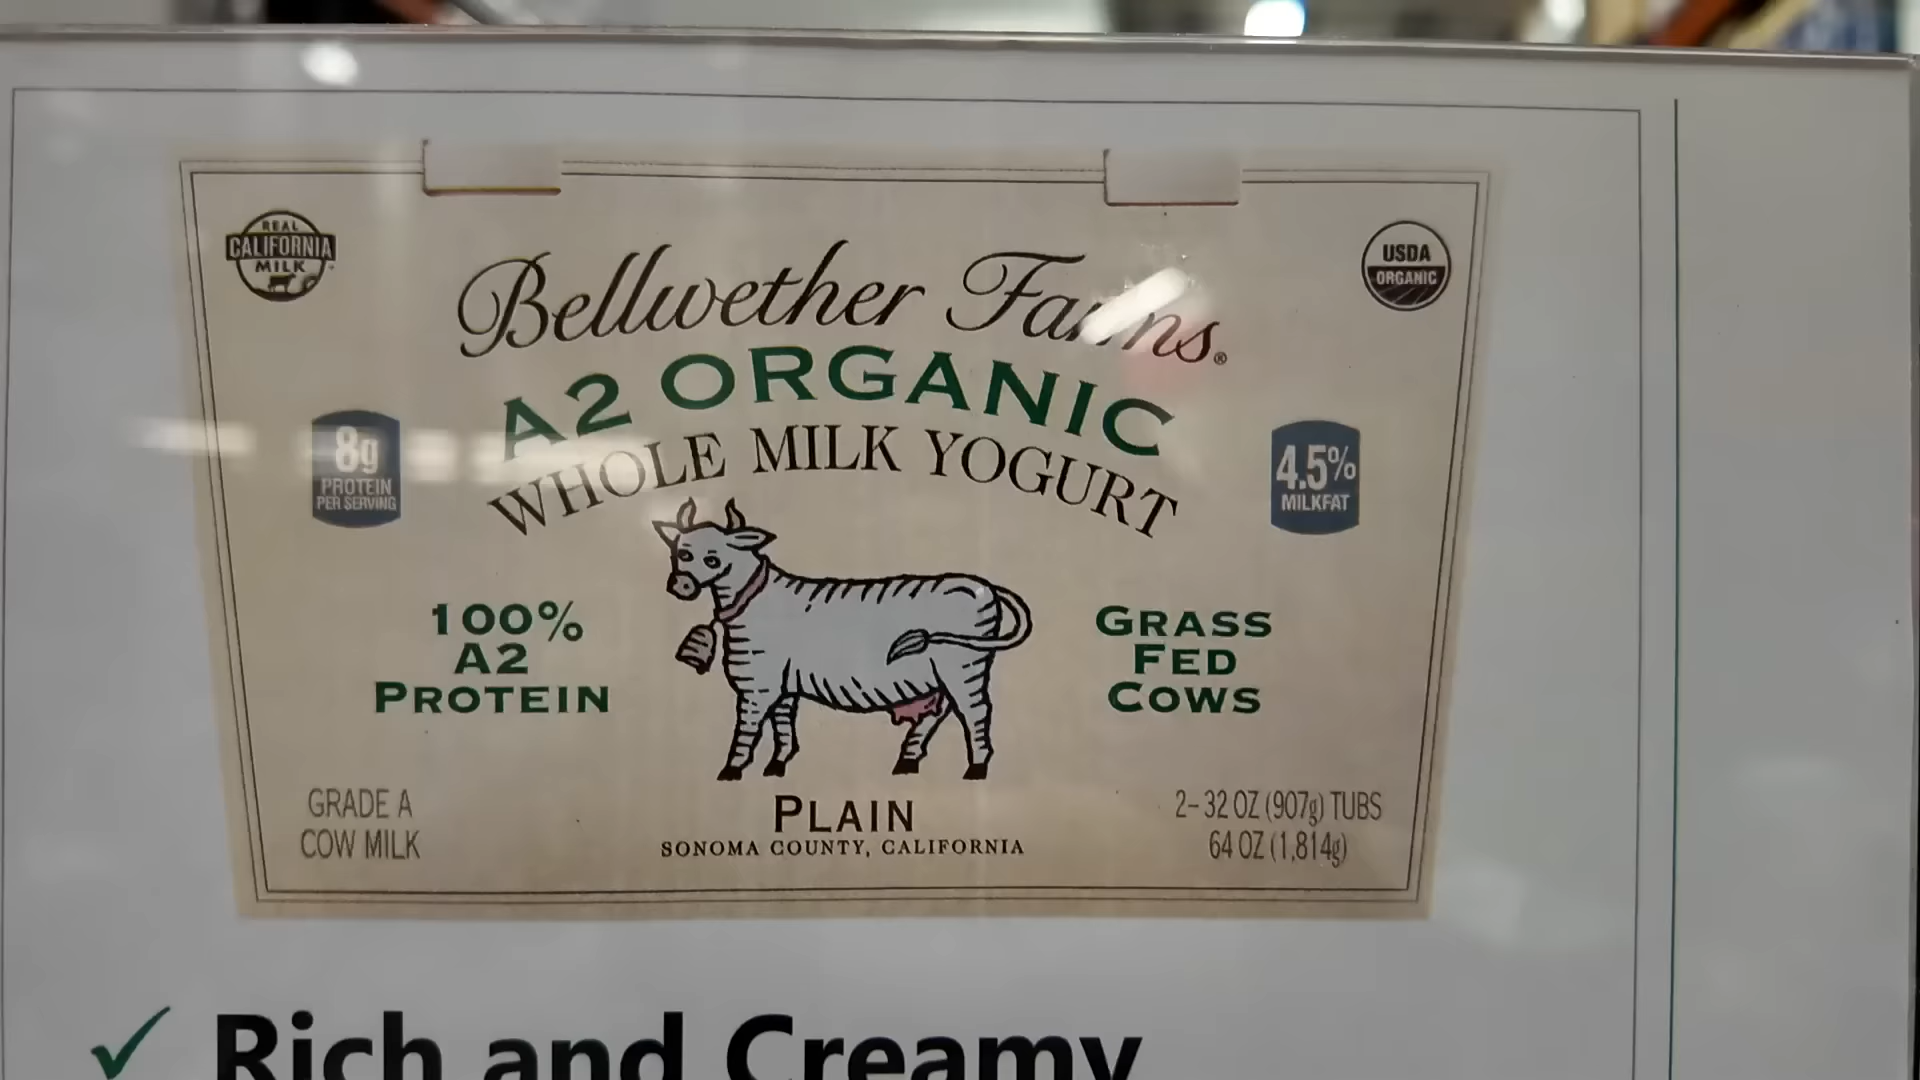 REAL
CALIFORNIA
MILK
USDA
ORGANIC
Bellwether Farms®
A2 ORGANIC
WHOLE MILK YOGURT
8g
PROTEIN
PER SERVING
4.5%
MILKFAT
100%
A2
PROTEIN
GRASS
FED
COWS
GRADE A
COW MILK
PLAIN
SONOMA COUNTY, CALIFORNIA
2-32 OZ (907g) TUBS
64 OZ (1,814g)
✓ Rich and Creamy